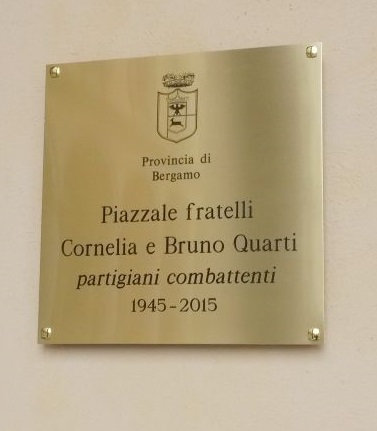 Provincia di
Bergamo
Piazzale fratelli
Cornelia e Bruno Quarti
partigiani combattenti
1945-2015